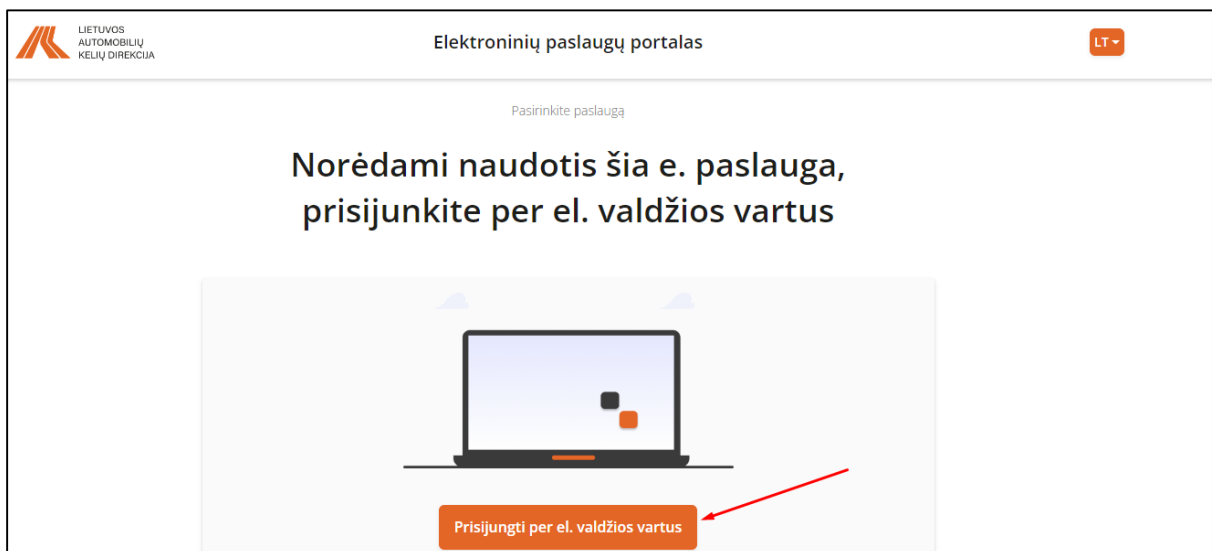 LIETUVOS
AUTOMOBILIŲ
KELIŲ DIREKCIJA
Elektroninių paslaugų portalas
LT
Pasirinkite paslaugą
Norėdami naudotis šia e. paslauga,
prisijunkite per el. valdžios vartus
Prisijungti per el. valdžios vartus